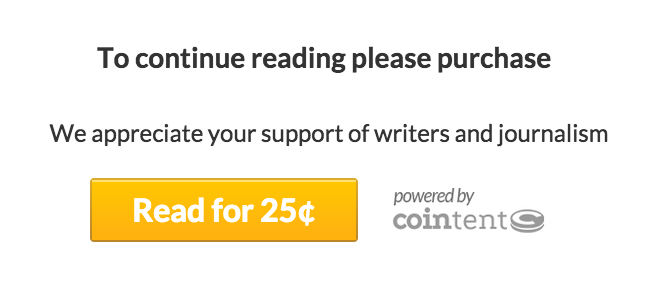 To continue reading please purchase
We appreciate your support of writers and journalism
Read for 25¢
powered by
cointent